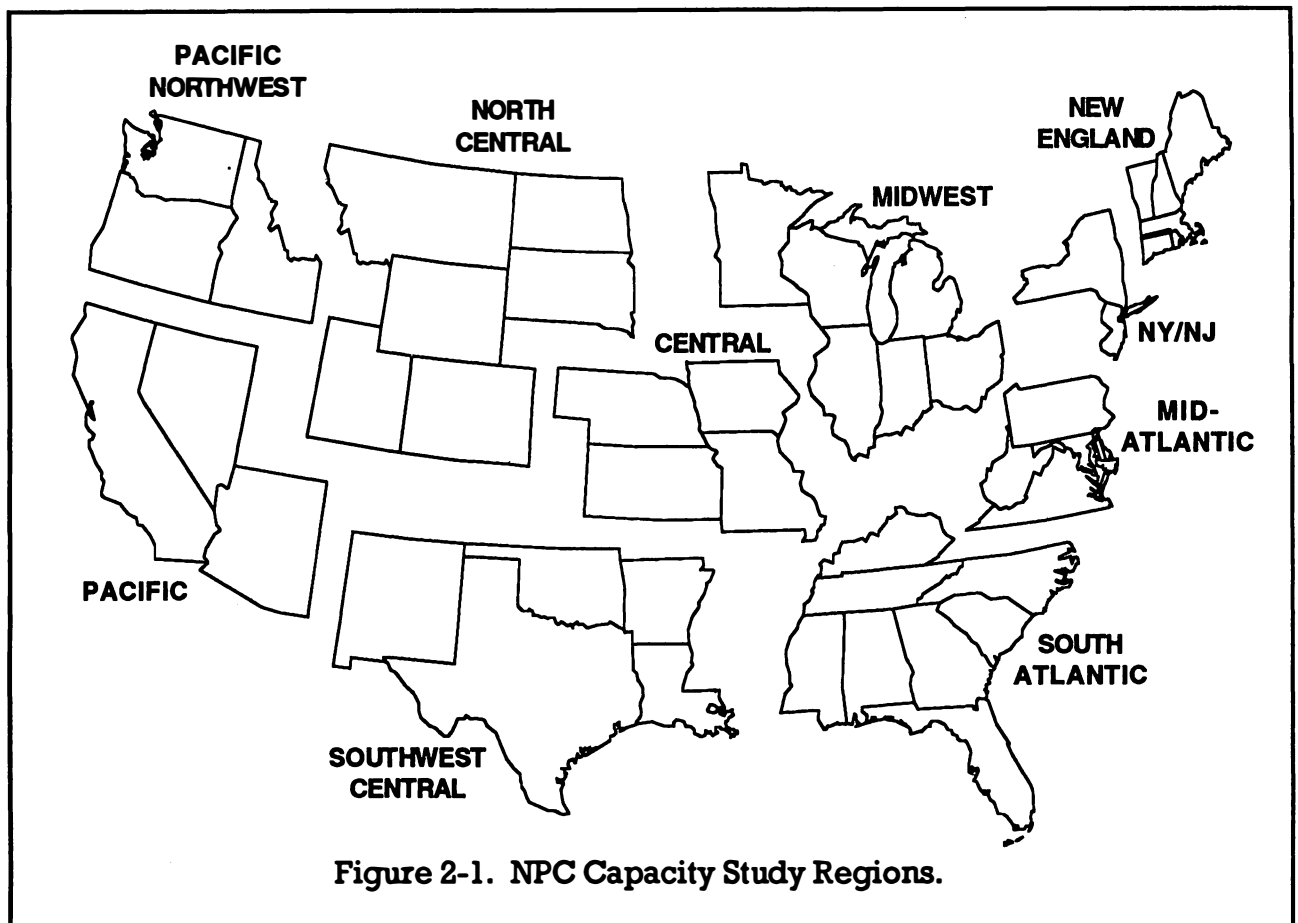 PACIFIC
NORTHWEST
NORTH
CENTRAL
NEW
ENGLAND
MIDWEST
CENTRAL
NY/NJ
MID-
ATLANTIC
PACIFIC
SOUTH
ATLANTIC
SOUTHWEST
CENTRAL
Figure 2-1. NPC Capacity Study Regions.